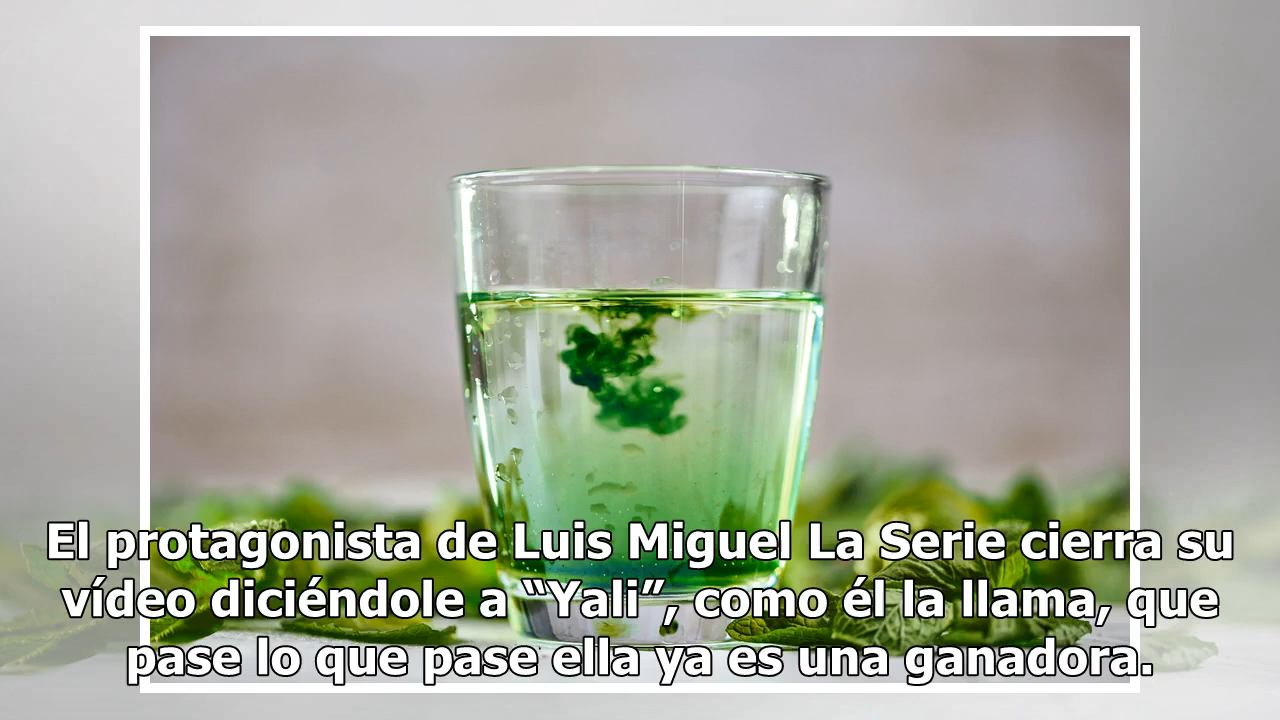 El protagonista de Luis Miguel La Serie cierra su
vídeo diciéndole a “Yali”, como él la llama, que
pase lo que pase ella ya es una ganadora.